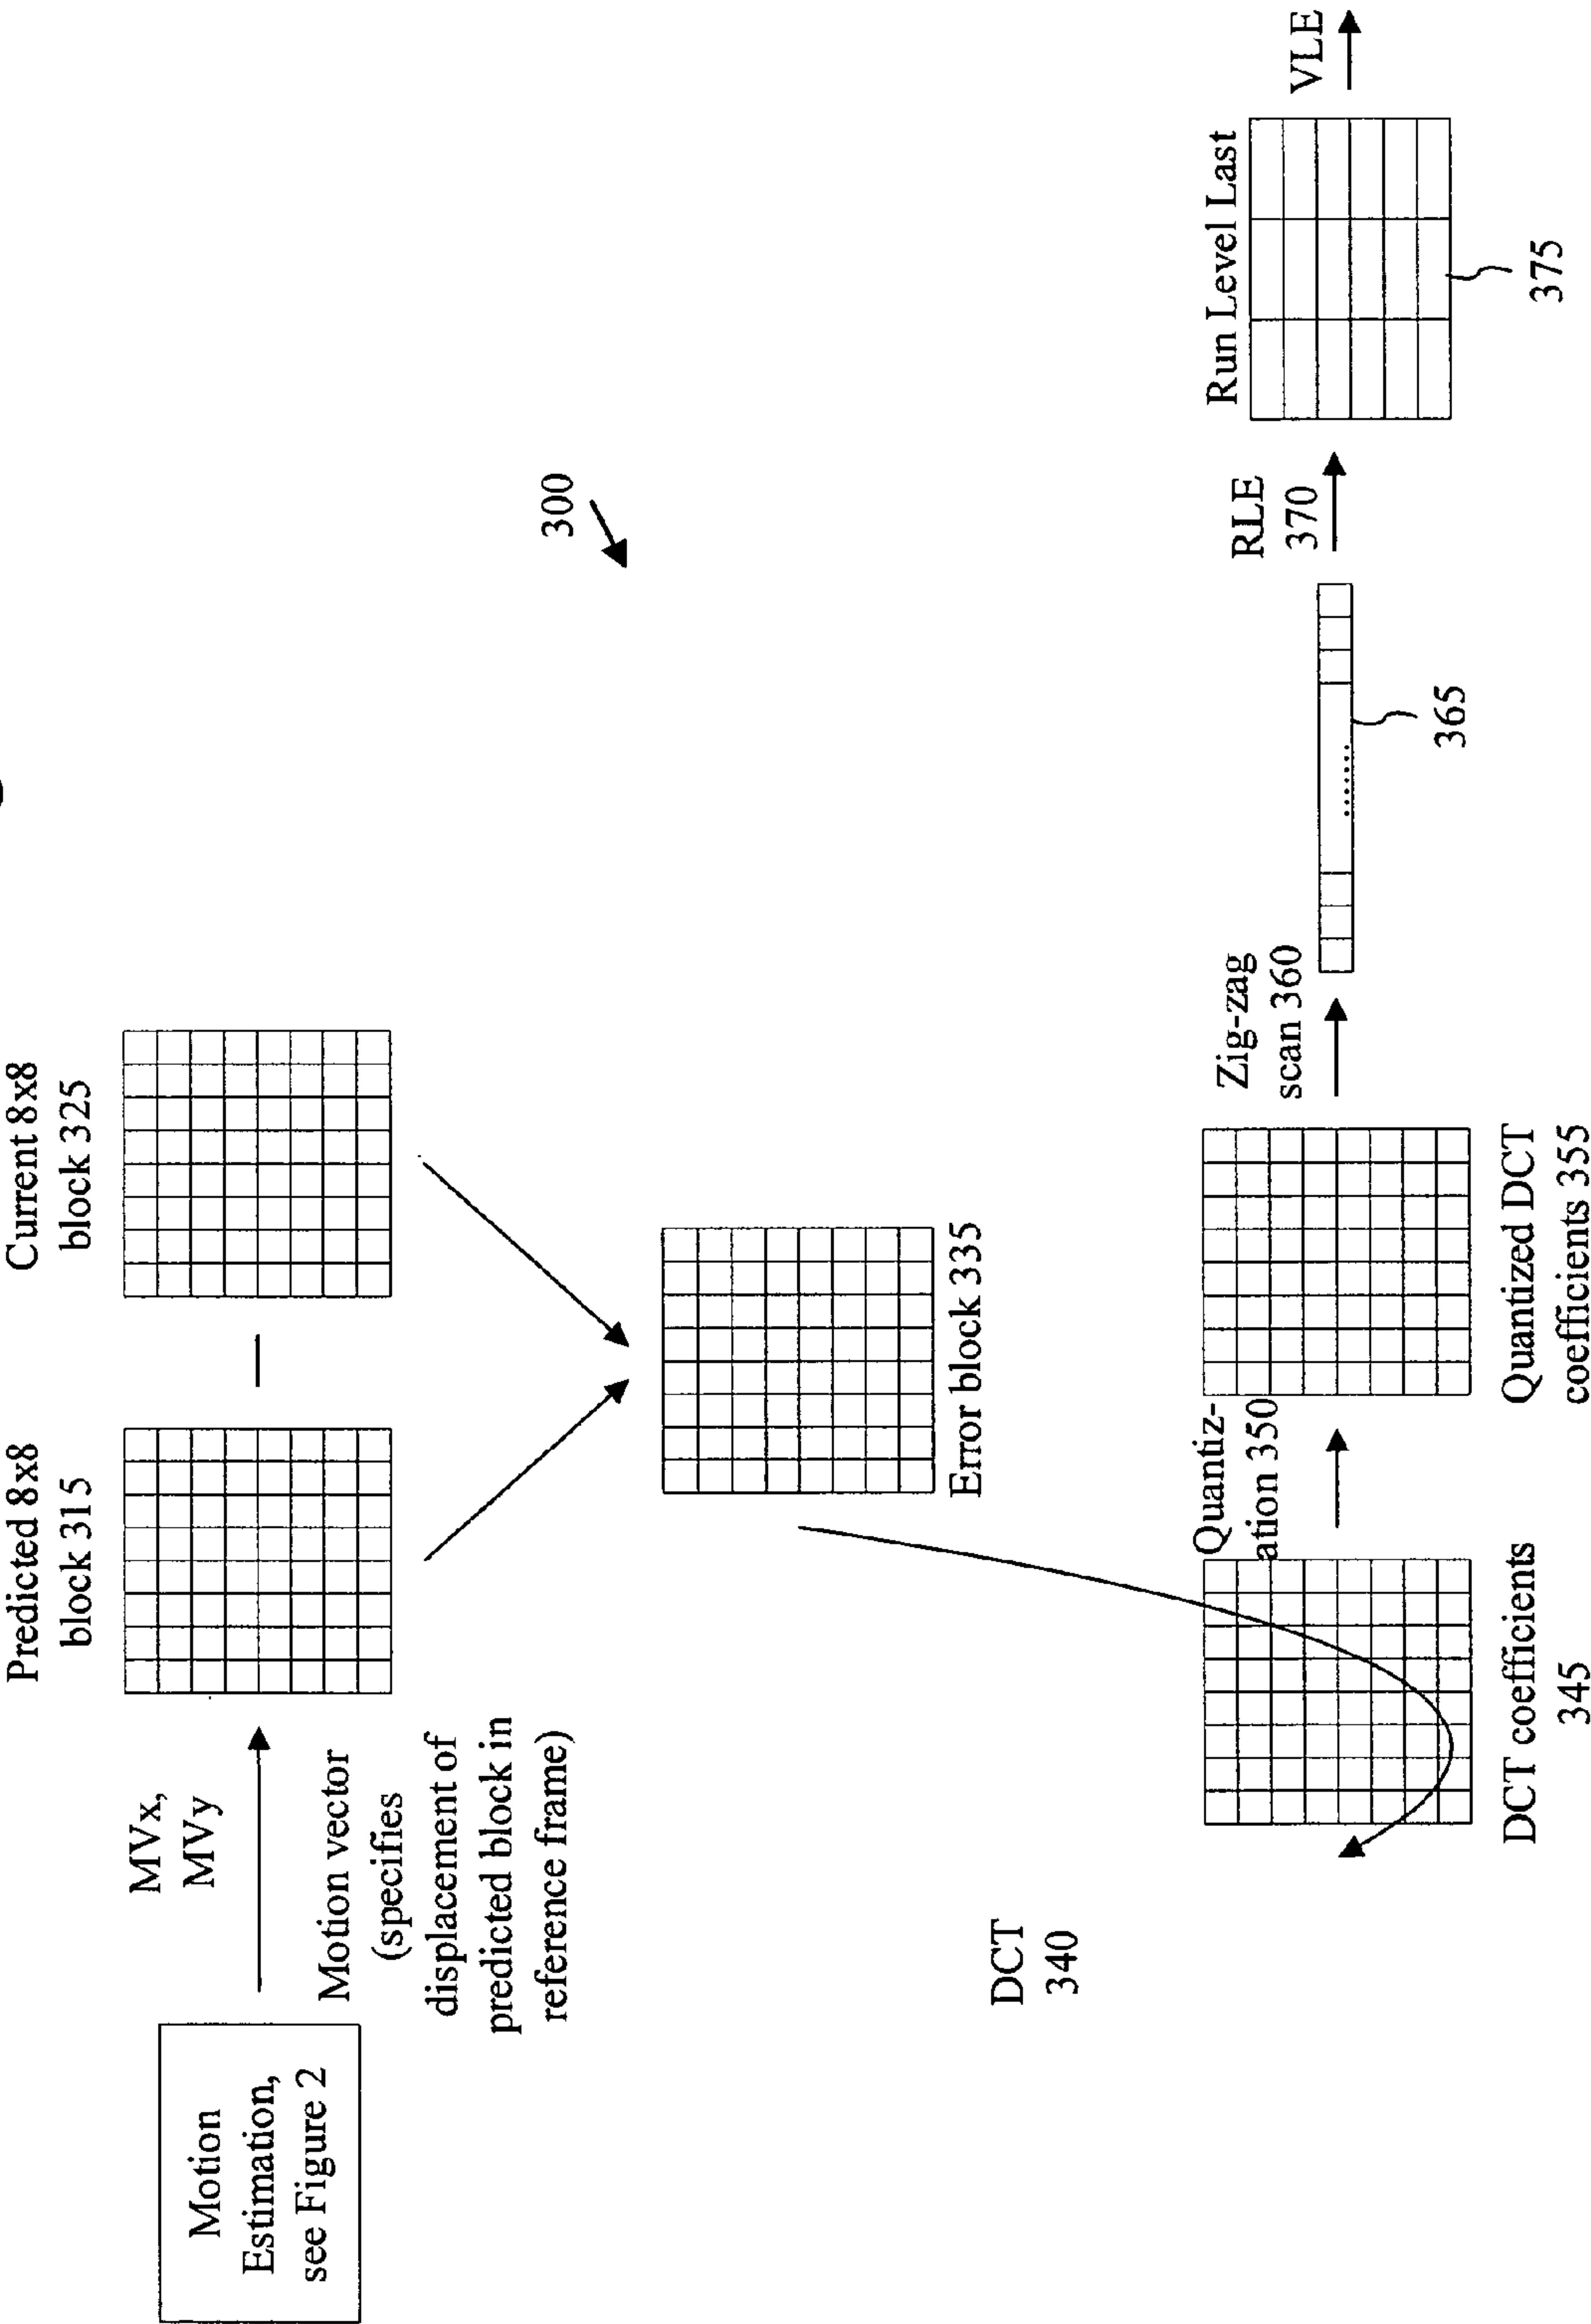 Motion
Estimation,
see Figure 2
MVx,
MVy
Motion vector
(specifies
displacement of
predicted block in
reference frame)
Predicted 8x8
block 315
Current 8x8
block 325
300
Error block 335
DCT
340
DCT coefficients
345
Quantiz-
ation 350
Quantized DCT
coefficients 355
Zig-zag
scan 360
.......
365
RLE
370
Run Level Last
375
VLE